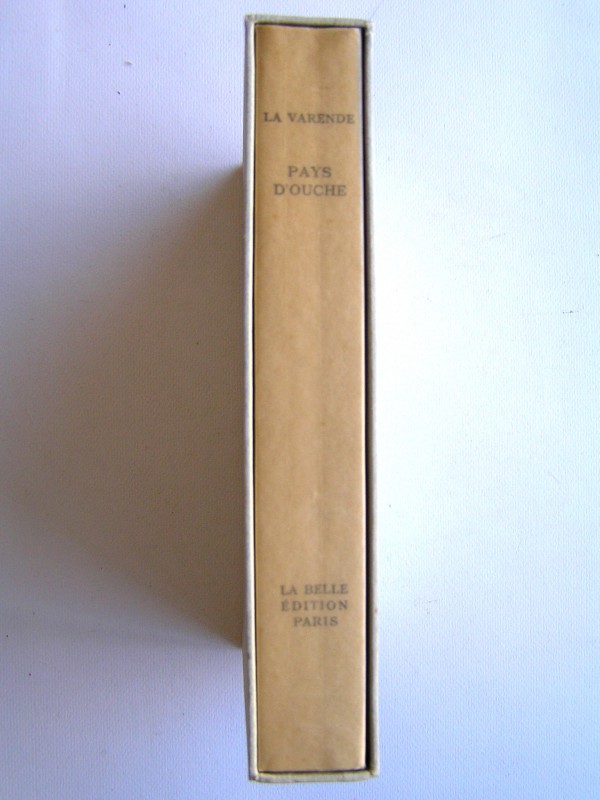 LA VARENDE
PAYS
D'OUCHE
LA BELLE
ÉDITION
PARIS